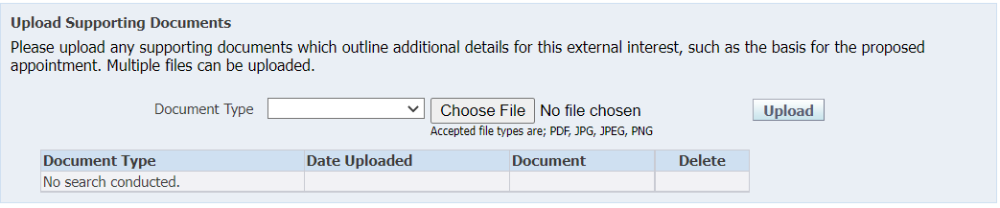 Upload Supporting Documents
Please upload any supporting documents which outline additional details for this external interest, such as the basis for the proposed
appointment. Multiple files can be uploaded.
Document Type Choose File No file chosen Upload
Accepted file types are; PDF, JPG, JPEG, PNG
Document Type Date Uploaded Document Delete
No search conducted.